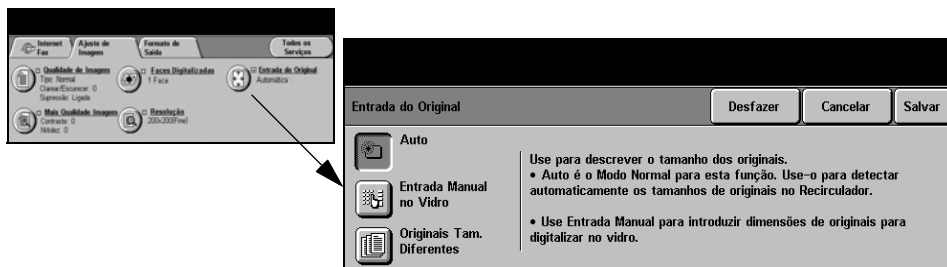 Internet Fax
Ajuste de Imagem
Formato de Saída
Todos os Serviços
Qualidade de Imagem
Tipo: Normal
Clarear/Escurecer: 0
Supressão: Ligada
Faces Digitalizadas
1 Face
Entrada do Original
Automática
Mais Qualidade Imagem
Contraste: 0
Nitidez: 0
Resolução
200x200(Fino)
Entrada do Original
Desfazer
Cancelar
Salvar
Auto
Entrada Manual
no Vidro
Originais Tam.
Diferentes
Use para descrever o tamanho dos originais.
• Auto é o Modo Normal para esta função. Use-o para detectar
automaticamente os tamanhos de originais no Recirculador.
• Use Entrada Manual para introduzir dimensões de originais para
digitalizar no vidro.